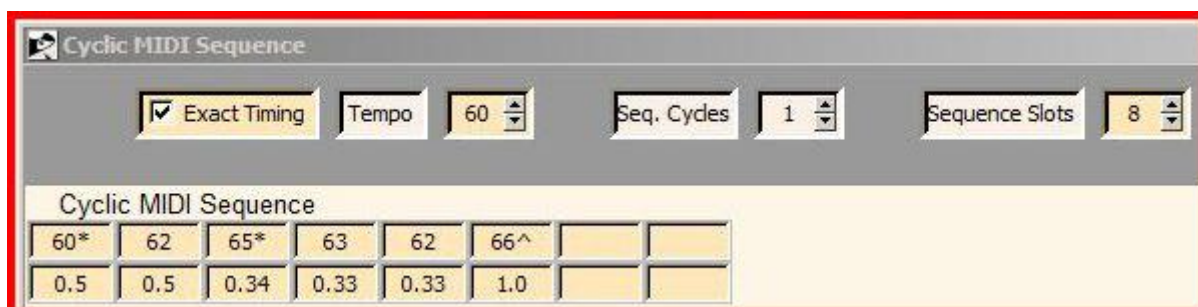 Cyclic MIDI Sequence
Exact Timing Tempo 60 Seq. Cycles 1 Sequence Slots 8
Cyclic MIDI Sequence
60* 62 65* 63 62 66^
0.5 0.5 0.34 0.33 0.33 1.0